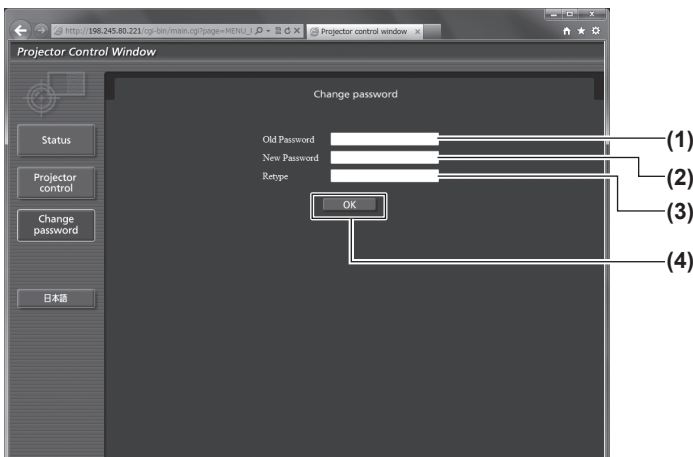 http://198.245.80.221/cgi-bin/main.cgi?page=MENU_
Projector control window
Projector Control Window
Change password
Old Password
(1)
Status
New Password
(2)
Retype
Projector
control
(3)
OK
Change
password
(4)
日本語